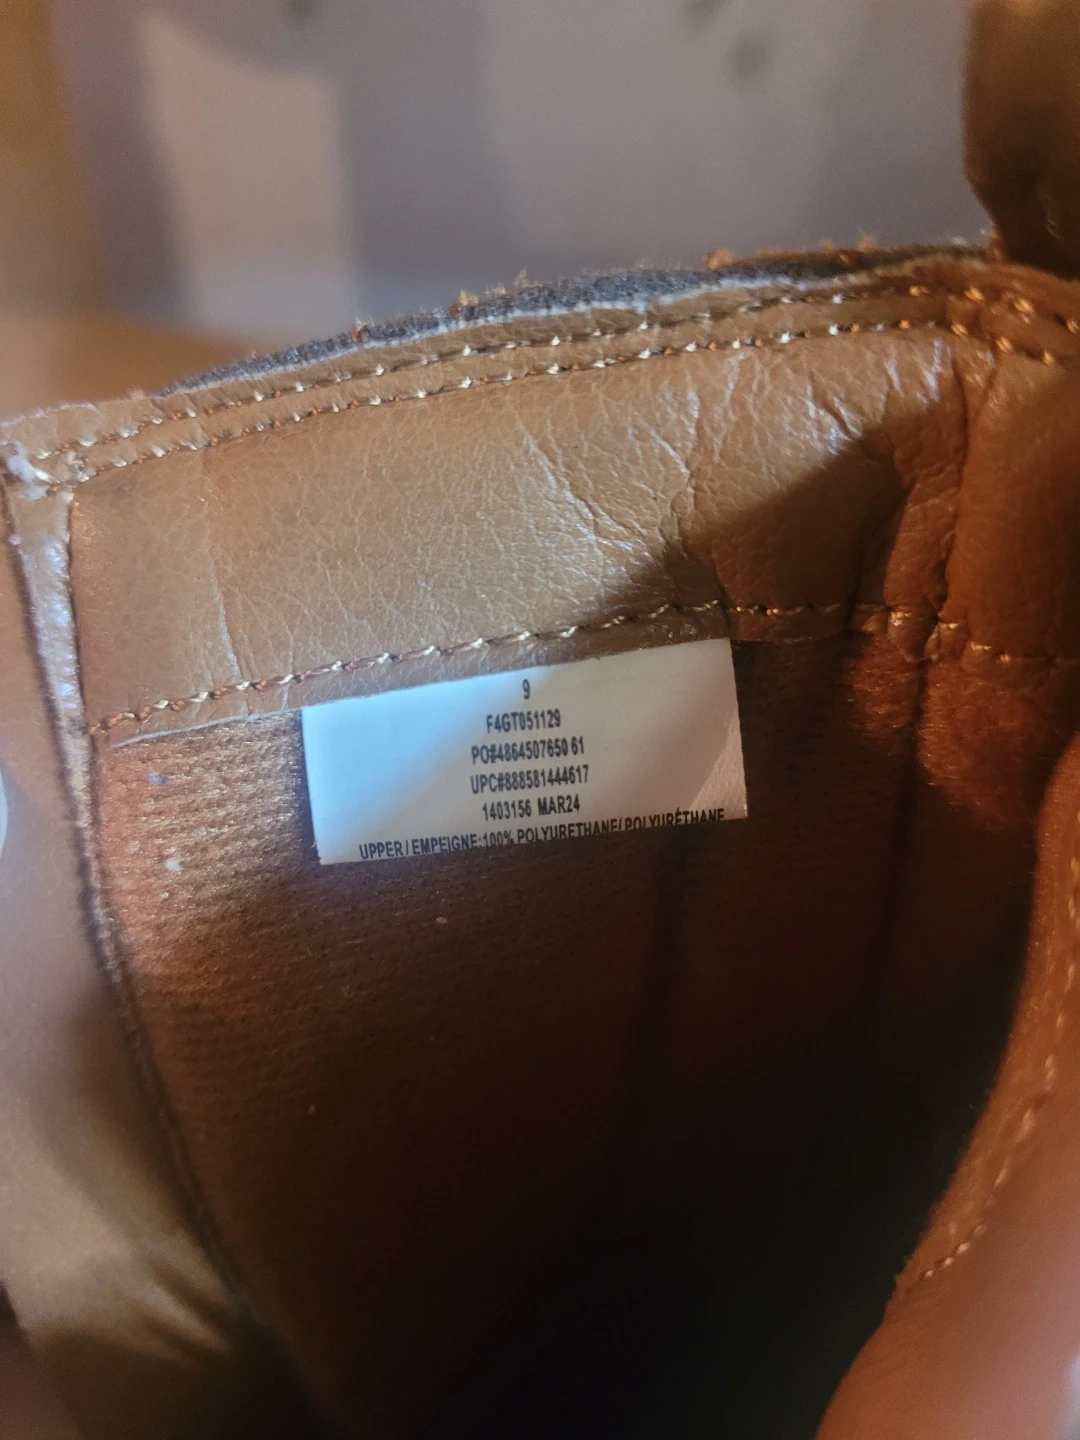 9
F4GT051129
PO#4864507650 61
UPC#888581444617
1403156 MAR24
UPPER/EMPEIGNE:100% POLYURETHANE/POLYURÉTHANE